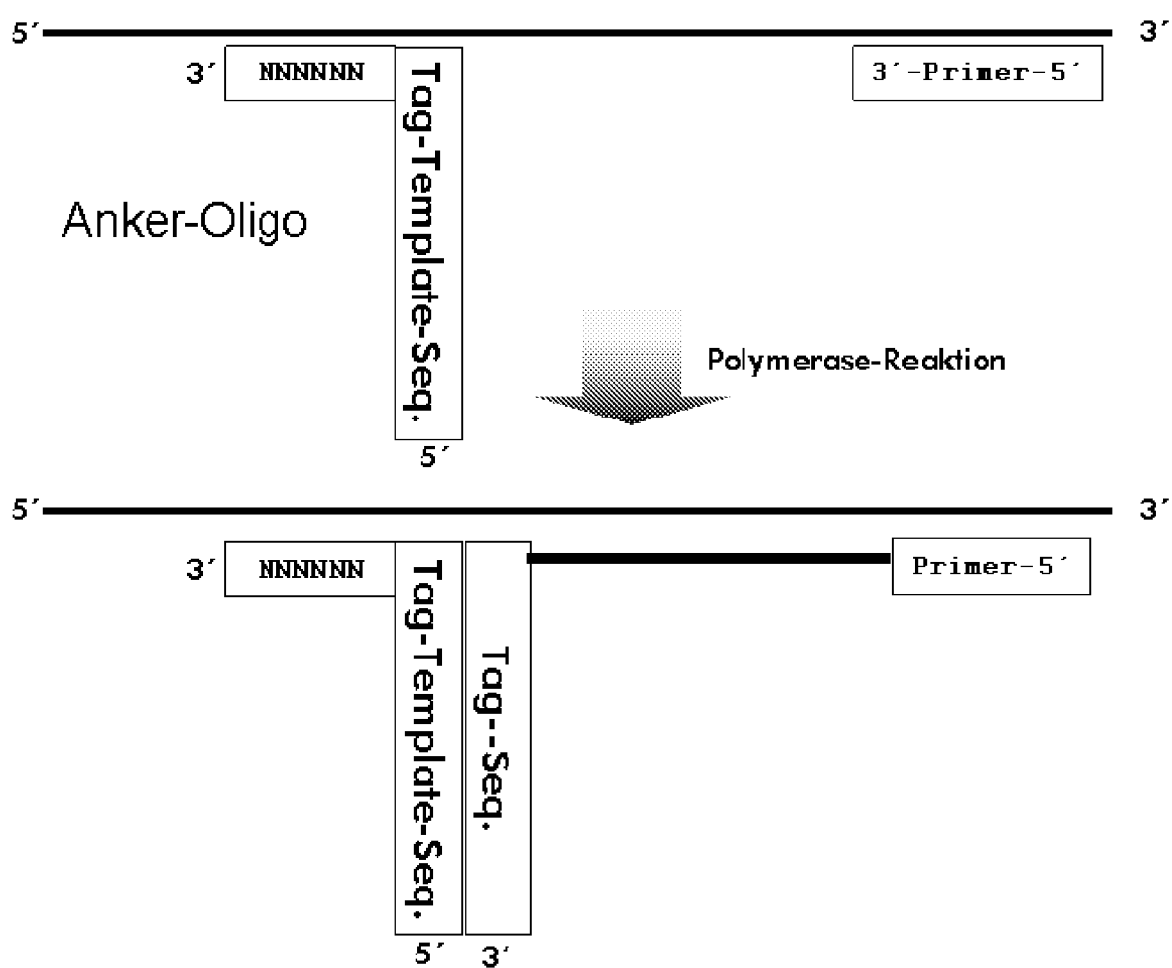 5´ 3´
3´ NNNNNN 3´-Primer-5´
Tag-Template-Seq.
Anker-Oligo
Polymerase-Reaktion
5´
5´ 3´
3´ NNNNNN Primer-5´
Tag-Template-Seq.
Tag--Seq.
5´ 3´